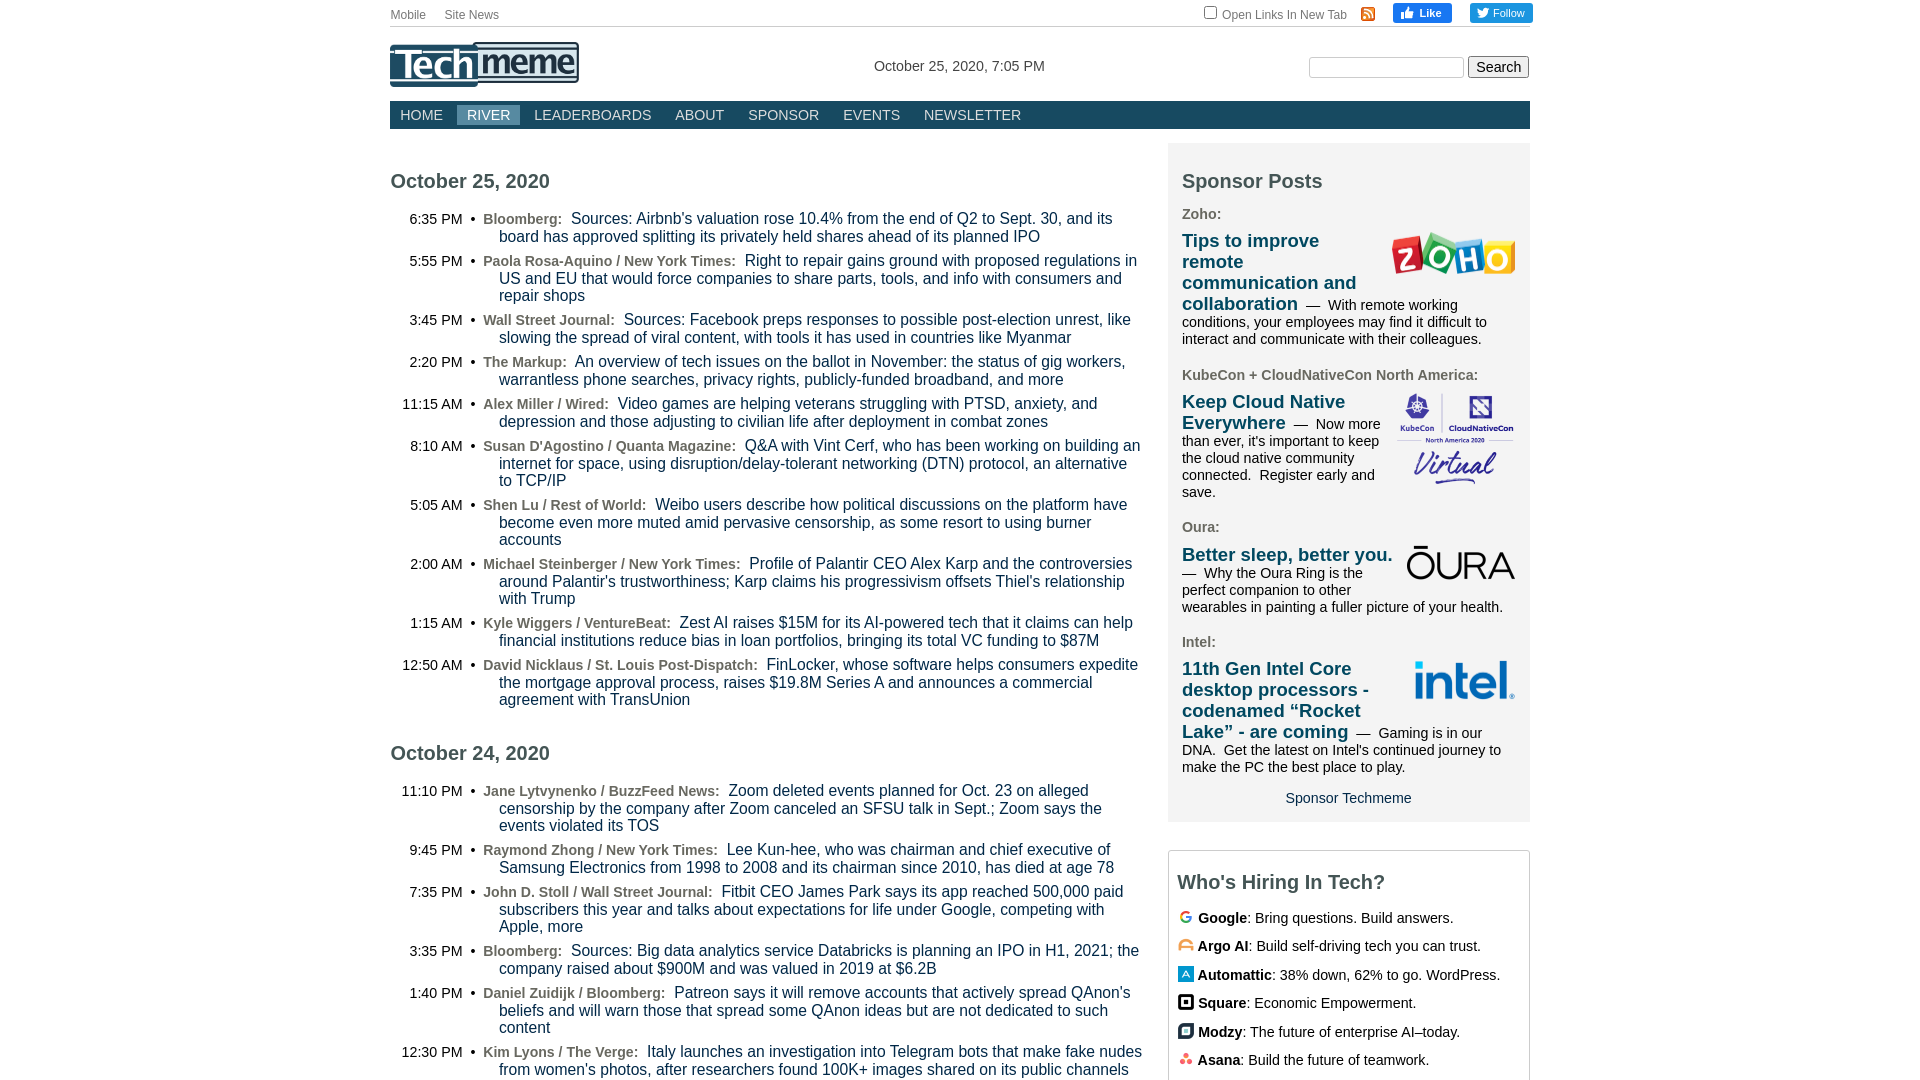 Mobile Site News Open Links In New Tab Like Follow
Techmeme October 25, 2020, 7:05 PM Search
HOME RIVER LEADERBOARDS ABOUT SPONSOR EVENTS NEWSLETTER
October 25, 2020
6:35 PM • Bloomberg: Sources: Airbnb's valuation rose 10.4% from the end of Q2 to Sept. 30, and its
board has approved splitting its privately held shares ahead of its planned IPO
5:55 PM • Paola Rosa-Aquino / New York Times: Right to repair gains ground with proposed regulations in
US and EU that would force companies to share parts, tools, and info with consumers and
repair shops
3:45 PM • Wall Street Journal: Sources: Facebook preps responses to possible post-election unrest, like
slowing the spread of viral content, with tools it has used in countries like Myanmar
2:20 PM • The Markup: An overview of tech issues on the ballot in November: the status of gig workers,
warrantless phone searches, privacy rights, publicly-funded broadband, and more
11:15 AM • Alex Miller / Wired: Video games are helping veterans struggling with PTSD, anxiety, and
depression and those adjusting to civilian life after deployment in combat zones
8:10 AM • Susan D'Agostino / Quanta Magazine: Q&A with Vint Cerf, who has been working on building an
internet for space, using disruption/delay-tolerant networking (DTN) protocol, an alternative
to TCP/IP
5:05 AM • Shen Lu / Rest of World: Weibo users describe how political discussions on the platform have
become even more muted amid pervasive censorship, as some resort to using burner
accounts
2:00 AM • Michael Steinberger / New York Times: Profile of Palantir CEO Alex Karp and the controversies
around Palantir's trustworthiness; Karp claims his progressivism offsets Thiel's relationship
with Trump
1:15 AM • Kyle Wiggers / VentureBeat: Zest AI raises $15M for its AI-powered tech that it claims can help
financial institutions reduce bias in loan portfolios, bringing its total VC funding to $87M
12:50 AM • David Nicklaus / St. Louis Post-Dispatch: FinLocker, whose software helps consumers expedite
the mortgage approval process, raises $19.8M Series A and announces a commercial
agreement with TransUnion
October 24, 2020
11:10 PM • Jane Lytvynenko / BuzzFeed News: Zoom deleted events planned for Oct. 23 on alleged
censorship by the company after Zoom canceled an SFSU talk in Sept.; Zoom says the
events violated its TOS
9:45 PM • Raymond Zhong / New York Times: Lee Kun-hee, who was chairman and chief executive of
Samsung Electronics from 1998 to 2008 and its chairman since 2010, has died at age 78
7:35 PM • John D. Stoll / Wall Street Journal: Fitbit CEO James Park says its app reached 500,000 paid
subscribers this year and talks about expectations for life under Google, competing with
Apple, more
3:35 PM • Bloomberg: Sources: Big data analytics service Databricks is planning an IPO in H1, 2021; the
company raised about $900M and was valued in 2019 at $6.2B
1:40 PM • Daniel Zuidijk / Bloomberg: Patreon says it will remove accounts that actively spread QAnon's
beliefs and will warn those that spread some QAnon ideas but are not dedicated to such
content
12:30 PM • Kim Lyons / The Verge: Italy launches an investigation into Telegram bots that make fake nudes
from women's photos, after researchers found 100K+ images shared on its public channels
Sponsor Posts
Zoho:
Tips to improve
remote
communication and
collaboration — With remote working
conditions, your employees may find it difficult to
interact and communicate with their colleagues.
ZOHO
KubeCon + CloudNativeCon North America:
Keep Cloud Native
Everywhere — Now more
than ever, it's important to keep
the cloud native community
connected. Register early and
save.
KubeCon CloudNativeCon
North America 2020
Virtual
Oura:
Better sleep, better you.
— Why the Oura Ring is the
perfect companion to other
wearables in painting a fuller picture of your health.
ŌURA
Intel:
11th Gen Intel Core
desktop processors -
codenamed “Rocket
Lake” - are coming — Gaming is in our
DNA. Get the latest on Intel's continued journey to
make the PC the best place to play.
intel®
Sponsor Techmeme
Who's Hiring In Tech?
Google: Bring questions. Build answers.
Argo AI: Build self-driving tech you can trust.
Automattic: 38% down, 62% to go. WordPress.
Square: Economic Empowerment.
Modzy: The future of enterprise AI–today.
Asana: Build the future of teamwork.